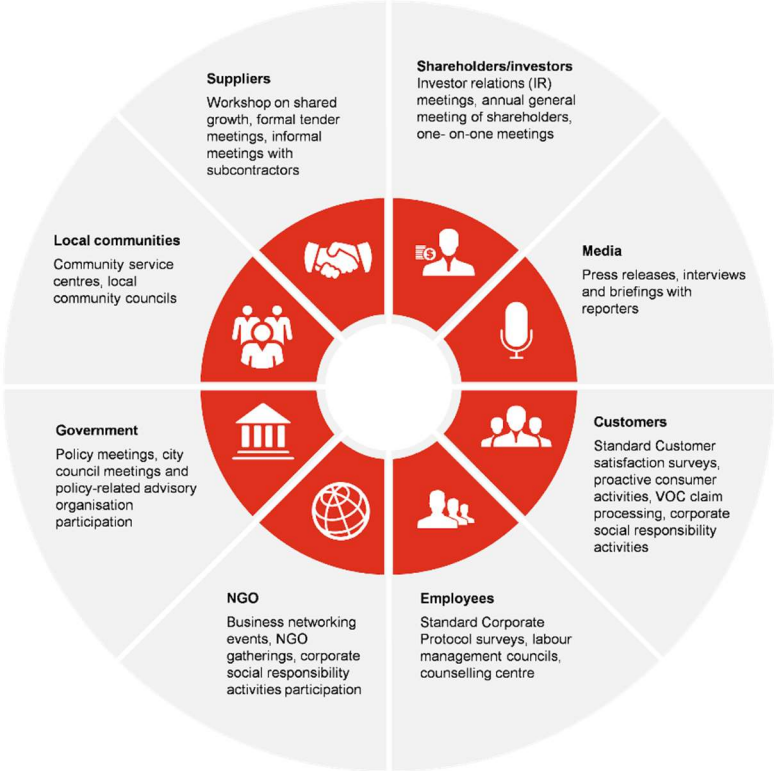 Shareholders/investors
Investor relations (IR)
meetings, annual general
meeting of shareholders,
one- on-one meetings
Media
Press releases, interviews
and briefings with
reporters
Customers
Standard Customer
satisfaction surveys,
proactive consumer
activities, VOC claim
processing, corporate
social responsibility
activities
Employees
Standard Corporate
Protocol surveys, labour
management councils,
counselling centre
NGO
Business networking
events, NGO
gatherings, corporate
social responsibility
activities participation
Government
Policy meetings, city
council meetings and
policy-related advisory
organisation
participation
Local communities
Community service
centres, local
community councils
Suppliers
Workshop on shared
growth, formal tender
meetings, informal
meetings with
subcontractors
$